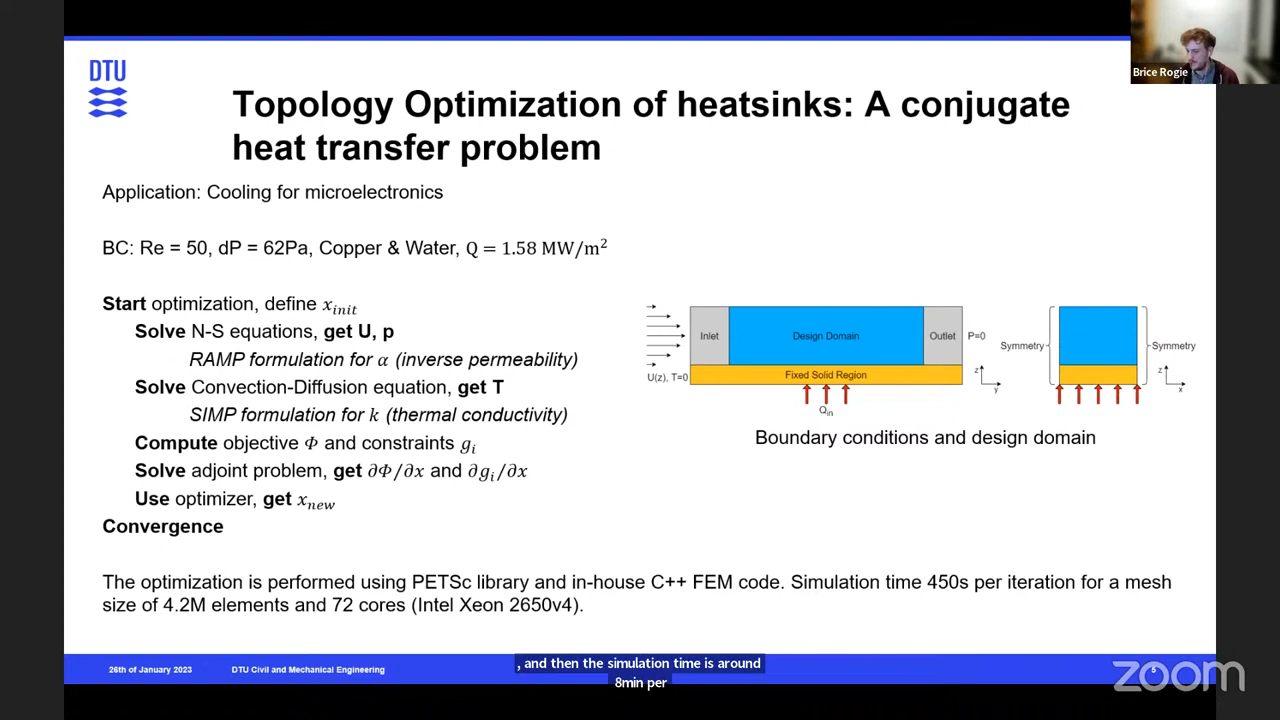 DTU
Brice Rogie
Topology Optimization of heatsinks: A conjugate
heat transfer problem
Application: Cooling for microelectronics
BC: Re = 50, dP = 62Pa, Copper & Water, Q = 1.58 MW/m²
Start optimization, define x_init
Solve N-S equations, get U, p
RAMP formulation for α (inverse permeability)
Solve Convection-Diffusion equation, get T
SIMP formulation for k (thermal conductivity)
Compute objective Φ and constraints g_i
Solve adjoint problem, get ∂Φ/∂x and ∂g_i/∂x
Use optimizer, get x_new
Convergence
Inlet
Design Domain
Outlet
P=0
Fixed Solid Region
U(z), T=0
Q_in
z
y
Symmetry
Symmetry
z
x
Boundary conditions and design domain
The optimization is performed using PETSc library and in-house C++ FEM code. Simulation time 450s per iteration for a mesh
size of 4.2M elements and 72 cores (Intel Xeon 2650v4).
26th of January 2023
DTU Civil and Mechanical Engineering
, and then the simulation time is around
8min per
zoom